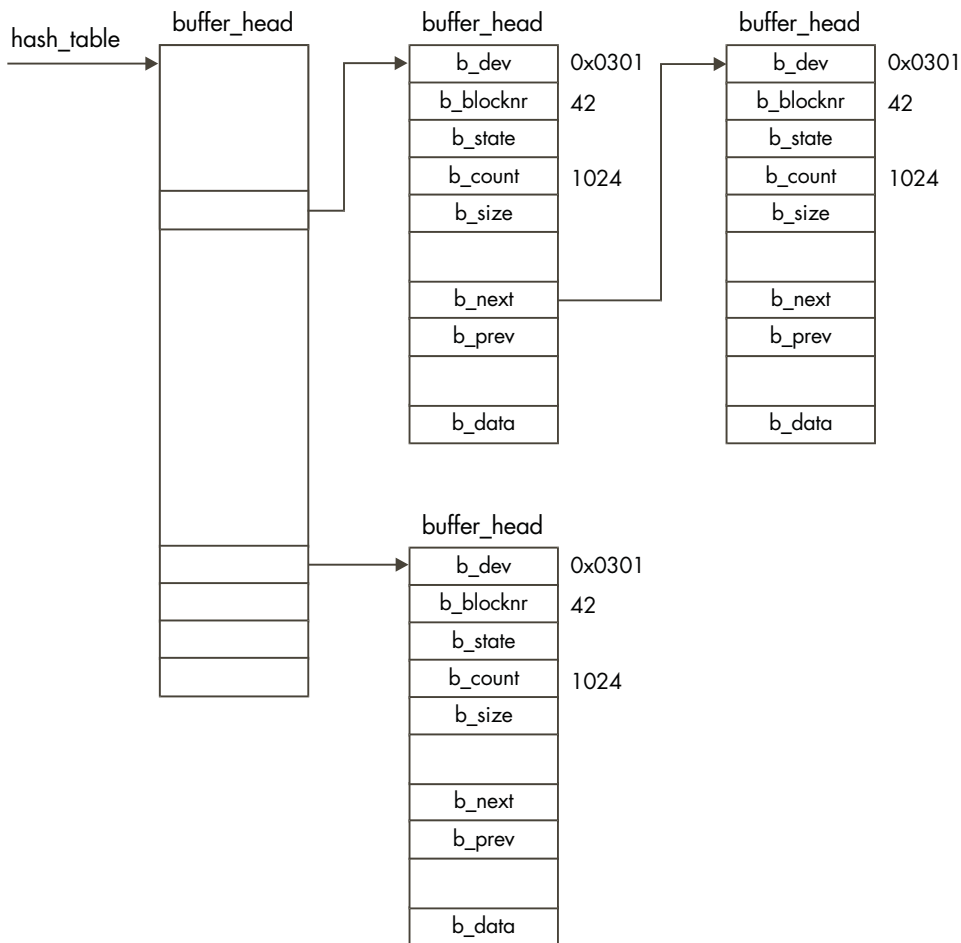 hash_table
buffer_head
buffer_head
buffer_head
b_dev 0x0301
b_blocknr 42
b_state
b_count 1024
b_size
b_next
b_prev
b_data
b_dev 0x0301
b_blocknr 42
b_state
b_count 1024
b_size
b_next
b_prev
b_data
buffer_head
b_dev 0x0301
b_blocknr 42
b_state
b_count 1024
b_size
b_next
b_prev
b_data